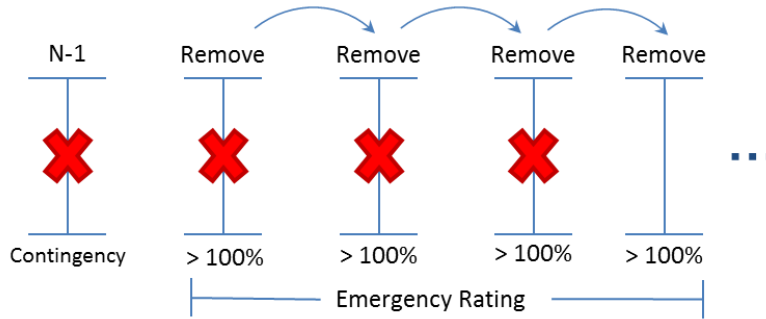 N-1 Remove Remove Remove Remove
Contingency > 100% > 100% > 100% > 100%
Emergency Rating